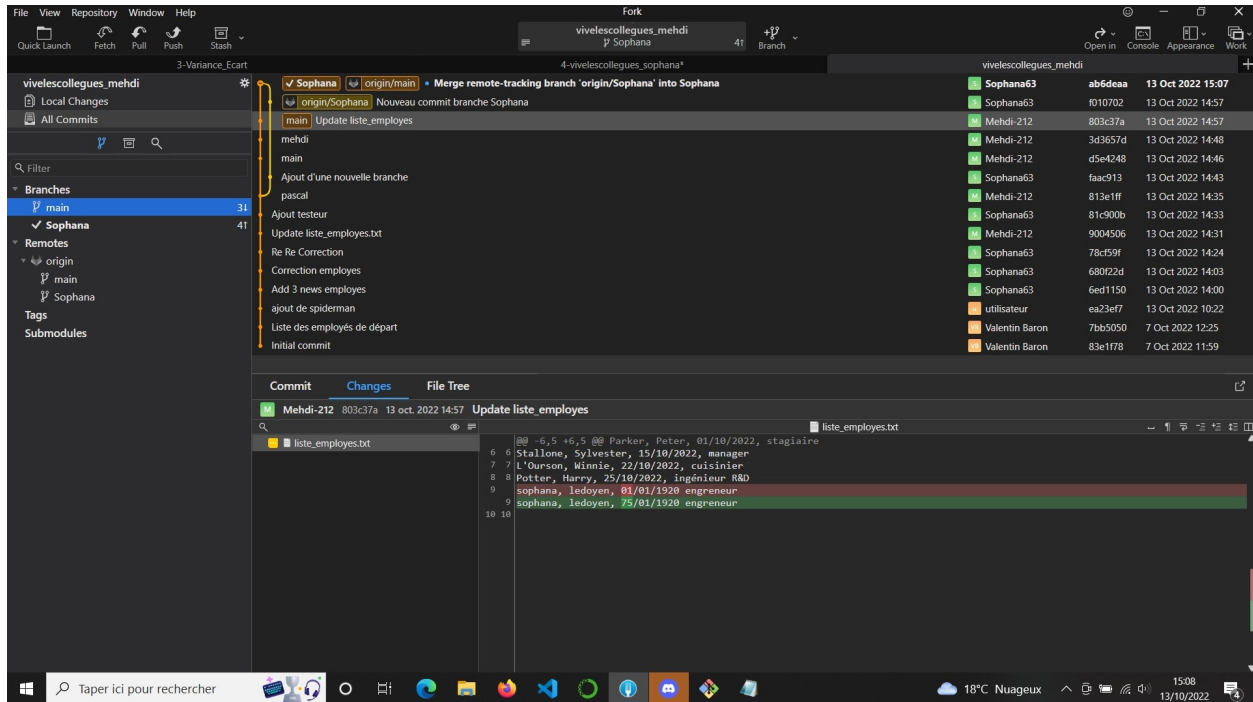 File View Repository Window Help
Fork
Quick Launch Fetch Pull Push Stash
vivelescollegues_mehdi
Sophana 4↑
Branch
Open in Console Appearance Work
3-Variance_Ecart
4-vivelescollegues_sophana*
vivelescollegues_mehdi
vivelescollegues_mehdi
Local Changes
All Commits
Filter
Branches
main 3↓
Sophana 4↑
Remotes
origin
main
Sophana
Tags
Submodules
✓ Sophana origin/main • Merge remote-tracking branch 'origin/Sophana' into Sophana Sophana63 ab6deaa 13 Oct 2022 15:07
origin/Sophana Nouveau commit branche Sophana Sophana63 f010702 13 Oct 2022 14:57
main Update liste_employes Mehdi-212 803c37a 13 Oct 2022 14:57
mehdi Mehdi-212 3d3657d 13 Oct 2022 14:48
main Mehdi-212 d5e4248 13 Oct 2022 14:46
Ajout d'une nouvelle branche Sophana63 faac913 13 Oct 2022 14:43
pascal Mehdi-212 813e1ff 13 Oct 2022 14:35
Ajout testeur Sophana63 81c900b 13 Oct 2022 14:33
Update liste_employes.txt Mehdi-212 9004506 13 Oct 2022 14:31
Re Re Correction Sophana63 78cf59f 13 Oct 2022 14:24
Correction employes Sophana63 680f22d 13 Oct 2022 14:03
Add 3 news employes Sophana63 6ed1150 13 Oct 2022 14:00
ajout de spiderman utilisateur ea23ef7 13 Oct 2022 10:22
Liste des employés de départ Valentin Baron 7bb5050 7 Oct 2022 12:25
Initial commit Valentin Baron 83e1f78 7 Oct 2022 11:59
Commit Changes File Tree
M Mehdi-212 803c37a 13 oct. 2022 14:57 Update liste_employes
liste_employes.txt
liste_employes.txt
@@ -6,5 +6,5 @@ Parker, Peter, 01/10/2022, stagiaire
6 6 Stallone, Sylvester, 15/10/2022, manager
7 7 L'Ourson, Winnie, 22/10/2022, cuisinier
8 8 Potter, Harry, 25/10/2022, ingénieur R&D
9 sophana, ledoyen, 01/01/1920 engreneur
9 sophana, ledoyen, 75/01/1920 engreneur
10 10
Taper ici pour rechercher
18°C Nuageux
15:08
13/10/2022
4